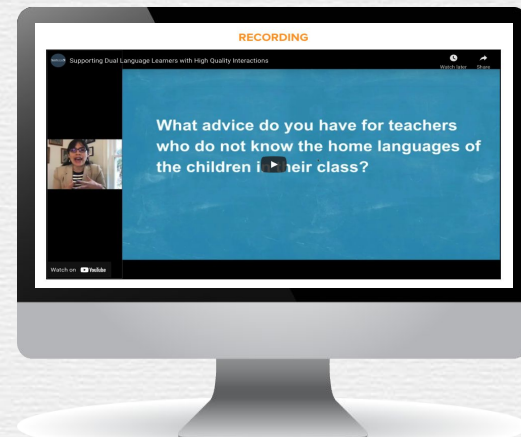 RECORDING
Supporting Dual Language Learners with High Quality Interactions
Watch later
Share
What advice do you have for teachers
who do not know the home languages of
the children in their class?
Watch on YouTube